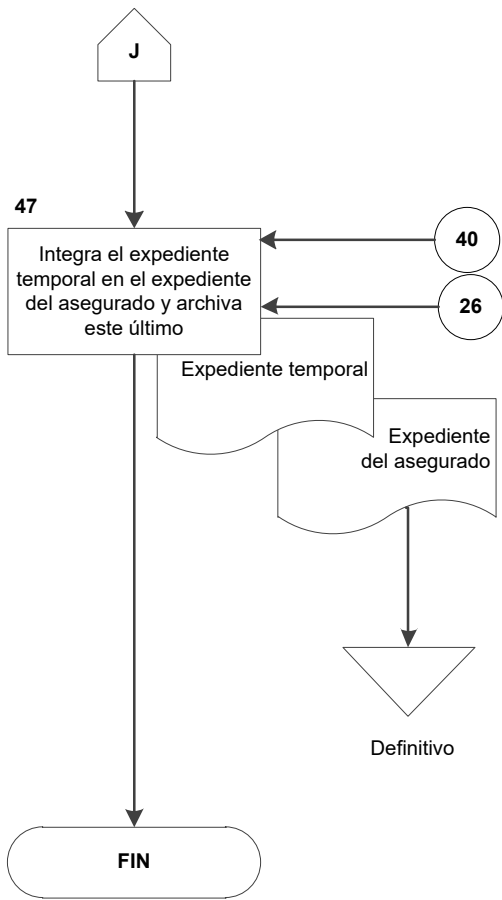 J
47
Integra el expediente
temporal en el expediente
del asegurado y archiva
este último
40
26
Expediente temporal
Expediente
del asegurado
Definitivo
FIN